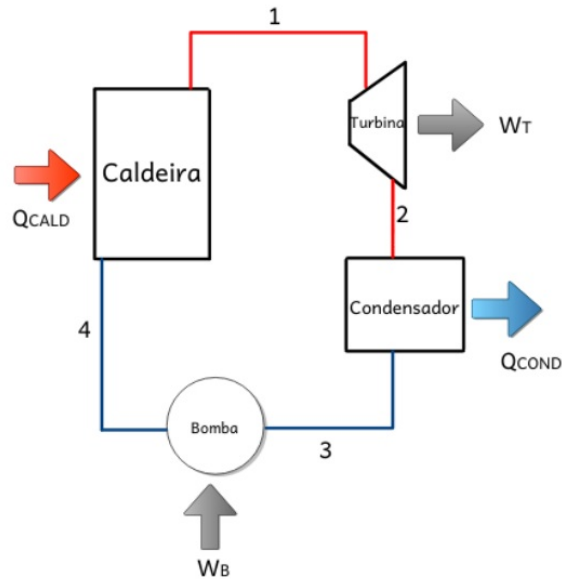 1
Turbina
WT
Caldeira
QCALD
2
Condensador
QCOND
4
Bomba
3
WB